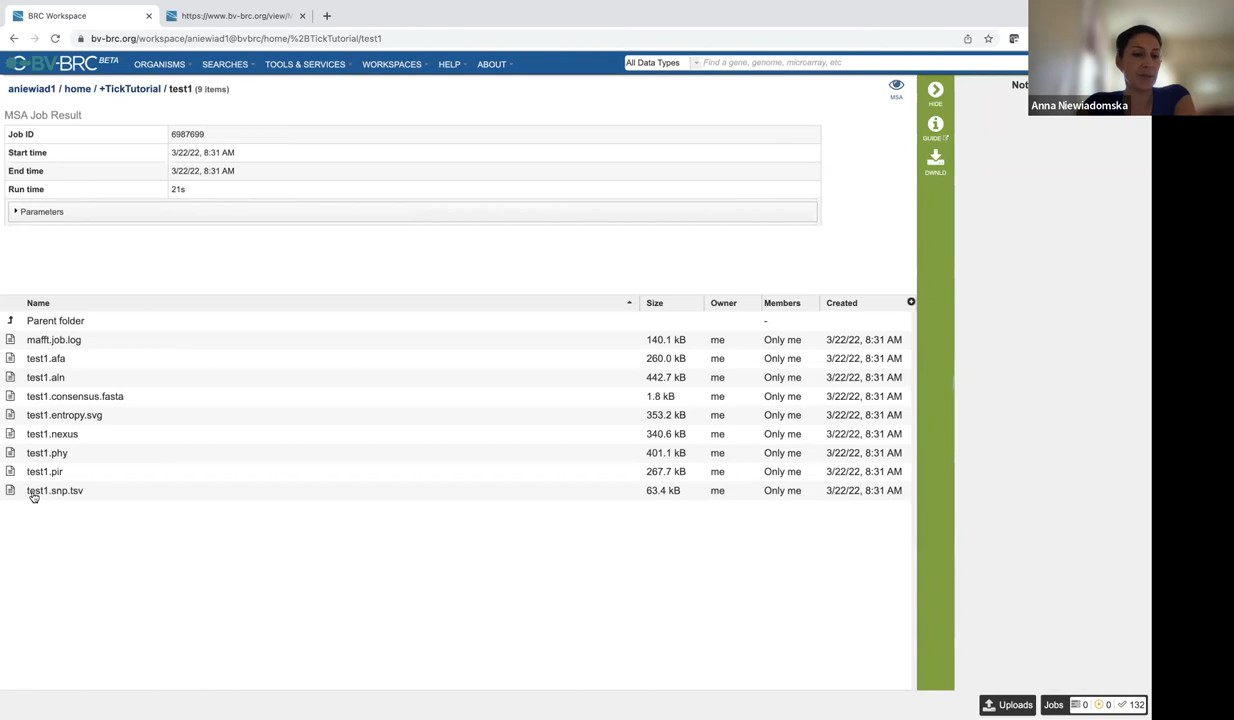 BRC Workspace
https://www.bv-brc.org/view/M
bv-brc.org/workspace/aniewiad1@bvbrc/home/%2BTickTutorial/test1
BV-BRC BETA ORGANISMS SEARCHES TOOLS & SERVICES WORKSPACES HELP ABOUT All Data Types Find a gene, genome, microarray, etc
aniewiad1 / home / +TickTutorial / test1 (9 items)
MSA
HIDE
GUIDE
DWNLD
Not
Anna Niewiadomska
MSA Job Result
Job ID 6987699
Start time 3/22/22, 8:31 AM
End time 3/22/22, 8:31 AM
Run time 21s
Parameters
Name Size Owner Members Created
Parent folder -
mafft.job.log 140.1 kB me Only me 3/22/22, 8:31 AM
test1.afa 260.0 kB me Only me 3/22/22, 8:31 AM
test1.aln 442.7 kB me Only me 3/22/22, 8:31 AM
test1.consensus.fasta 1.8 kB me Only me 3/22/22, 8:31 AM
test1.entropy.svg 353.2 kB me Only me 3/22/22, 8:31 AM
test1.nexus 340.6 kB me Only me 3/22/22, 8:31 AM
test1.phy 401.1 kB me Only me 3/22/22, 8:31 AM
test1.pir 267.7 kB me Only me 3/22/22, 8:31 AM
test1.snp.tsv 63.4 kB me Only me 3/22/22, 8:31 AM
Uploads Jobs 0 0 132